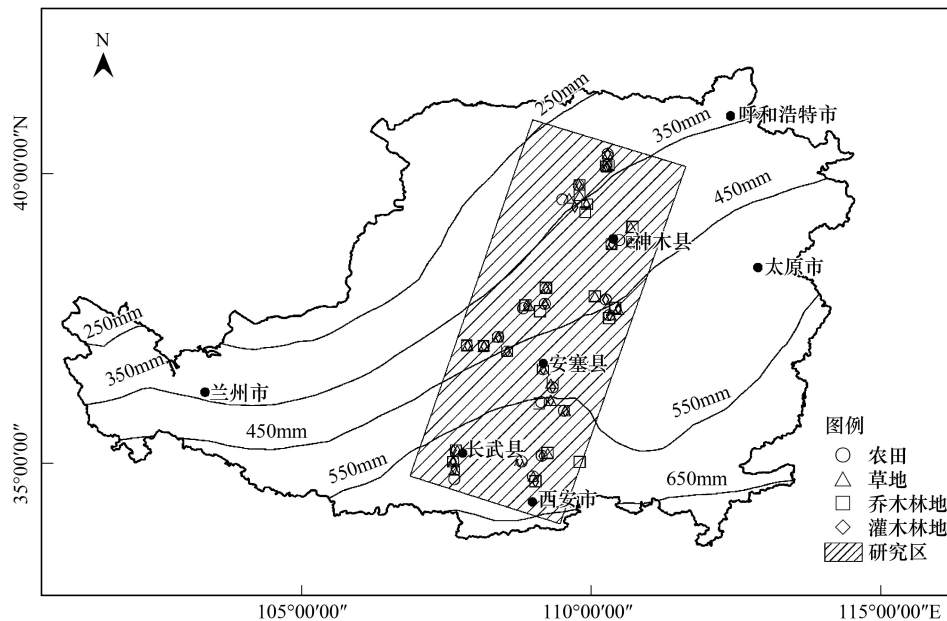 N
250mm
呼和浩特市
350mm
40°00′00″N
450mm
神木县
太原市
250mm
350mm
安塞县
兰州市
550mm
450mm
图例
长武县
农田
550mm
草地
35°00′00″N
650mm
乔木林地
西安市
灌木林地
研究区
105°00′00″
110°00′00″
115°00′00″E